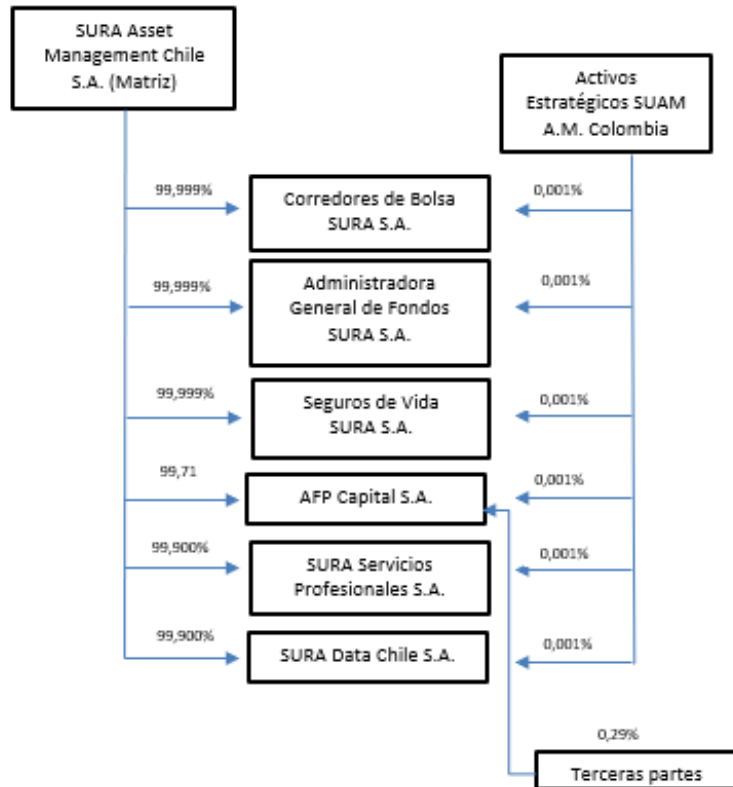 SURA Asset
Management Chile
S.A. (Matriz)
Activos
Estratégicos SUAM
A.M. Colombia
99,999%
Corredores de Bolsa
SURA S.A.
0,001%
99,999%
Administradora
General de Fondos
SURA S.A.
0,001%
99,999%
Seguros de Vida
SURA S.A.
0,001%
99,71
AFP Capital S.A.
0,001%
99,900%
SURA Servicios
Profesionales S.A.
0,001%
99,900%
SURA Data Chile S.A.
0,001%
0,29%
Terceras partes